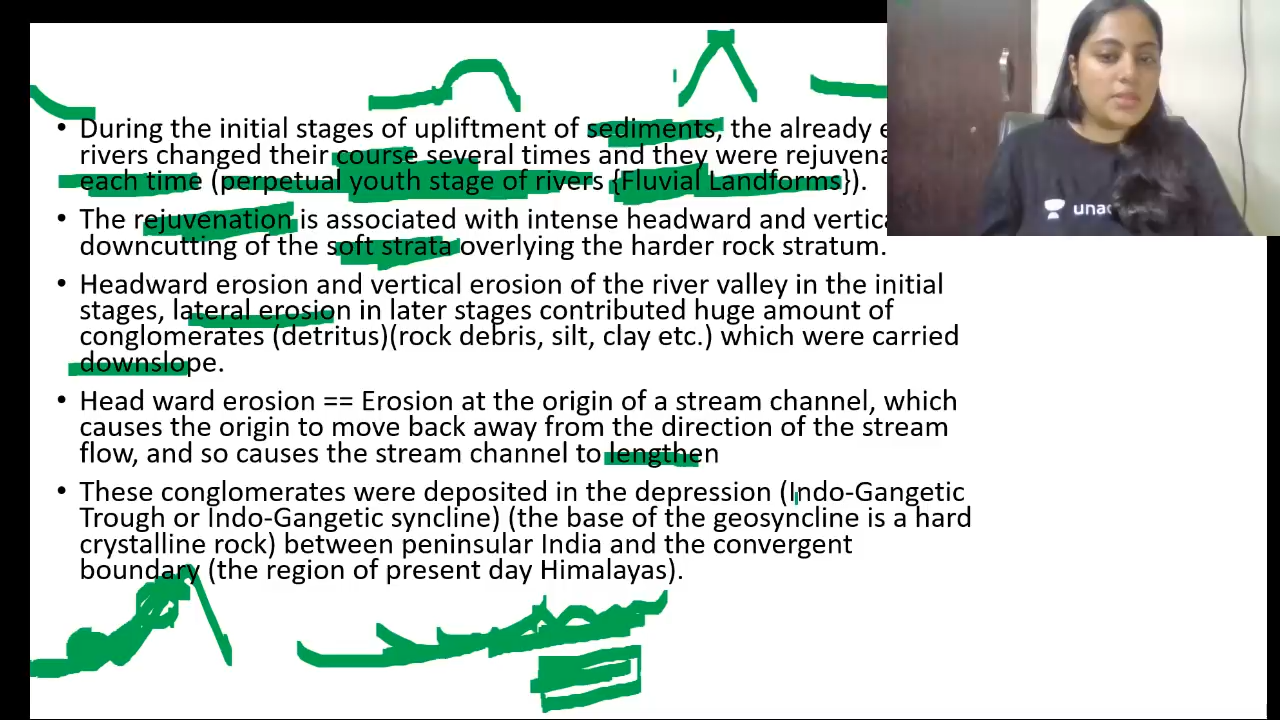 • During the initial stages of upliftment of sediments, the already
rivers changed their course several times and they were
each time (perpetual youth stage of rivers {Fluvial Landforms}).
• The rejuvenation is associated with intense headward and
downcutting of the soft strata overlying the harder rock stratum.
• Headward erosion and vertical erosion of the river valley in the initial
stages, lateral erosion in later stages contributed huge amount of
conglomerates (detritus)(rock debris, silt, clay etc.) which were carried
downslope.
• Head ward erosion == Erosion at the origin of a stream channel, which
causes the origin to move back away from the direction of the stream
flow, and so causes the stream channel to lengthen
• These conglomerates were deposited in the depression (Indo-Gangetic
Trough or Indo-Gangetic syncline) (the base of the geosyncline is a hard
crystalline rock) between peninsular India and the convergent
boundary (the region of present day Himalayas).